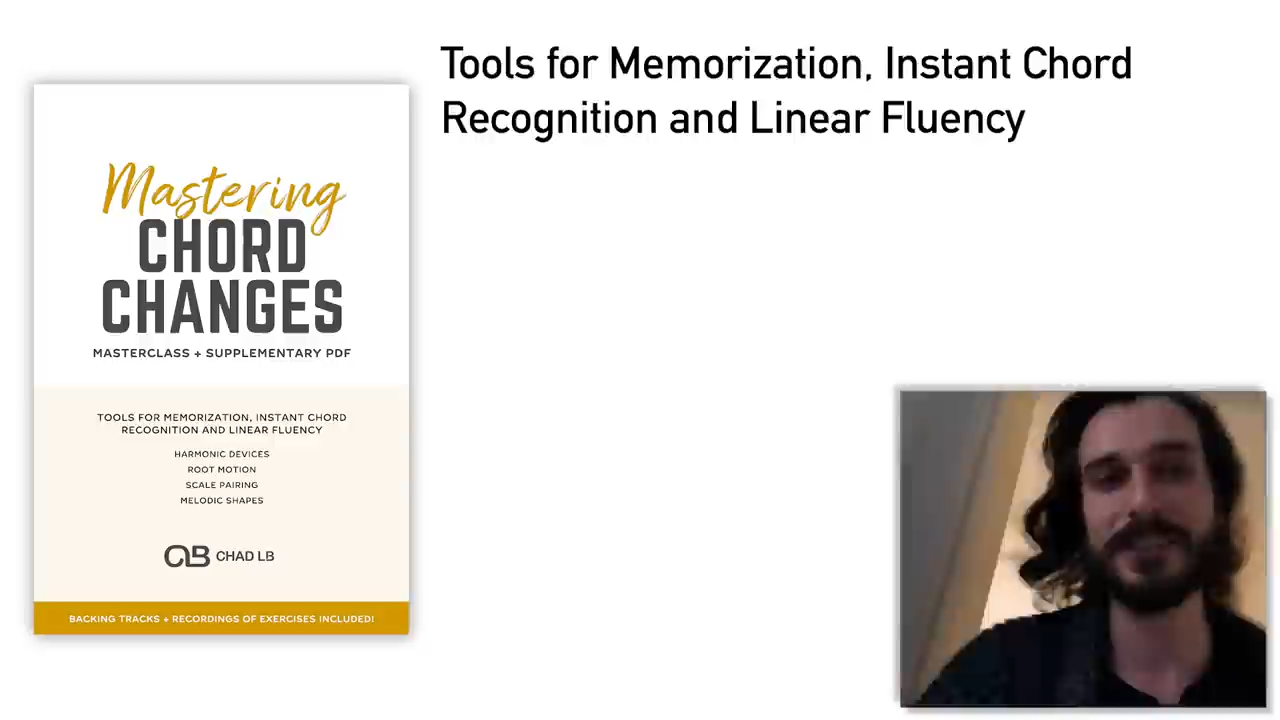 Tools for Memorization, Instant Chord
Recognition and Linear Fluency
Mastering
CHORD
CHANGES
MASTERCLASS + SUPPLEMENTARY PDF
TOOLS FOR MEMORIZATION, INSTANT CHORD
RECOGNITION AND LINEAR FLUENCY
HARMONIC DEVICES
ROOT MOTION
SCALE PAIRING
MELODIC SHAPES
CHAD LB
BACKING TRACKS + RECORDINGS OF EXERCISES INCLUDED!